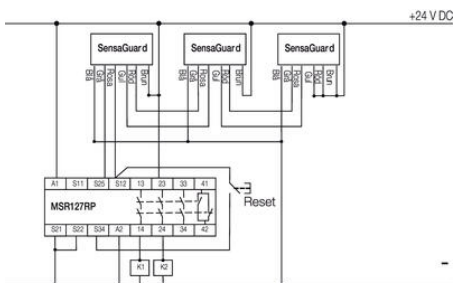 +24 V DC
SensaGuard SensaGuard SensaGuard
Blå Grå Rosa Gul Röd Brun Blå Grå Rosa Gul Röd Brun Blå Grå Rosa Gul Röd Brun
A1 S11 S25 S12 13 23 33 41
MSR127RP
Reset
S21 S22 S34 A2 14 24 34 42
K1 K2
-